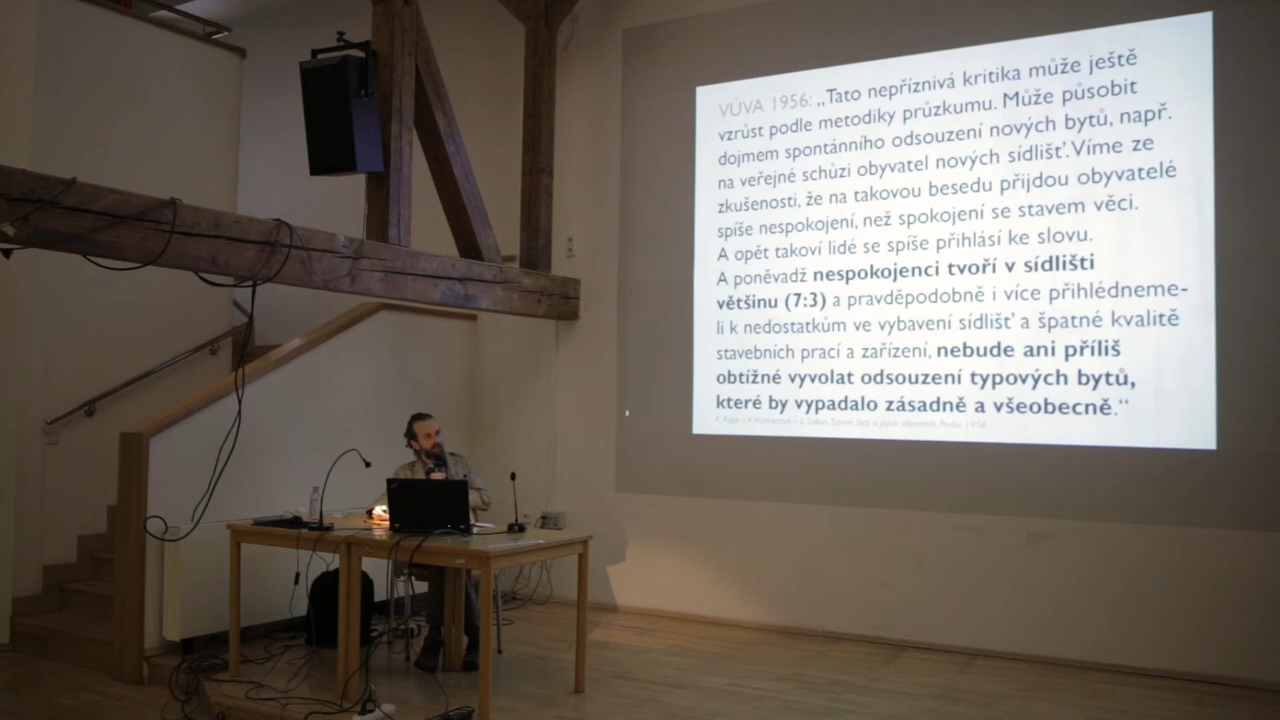 VÚVA 1956: „Tato nepříznivá kritika může ještě
vzrůst podle metodiky průzkumu. Může působit
dojmem spontánního odsouzení nových bytů, např.
na veřejné schůzi obyvatel nových sídlišť. Víme ze
zkušenosti, že na takovou besedu přijdou obyvatelé
spíše nespokojení, než spokojení se stavem věci.
A opět takoví lidé se spíše přihlásí ke slovu.
A poněvadž nespokojenci tvoří v sídlišti
většinu (7:3) a pravděpodobně i více přihlédneme-
li k nedostatkům ve vybavení sídlišť a špatné kvalitě
stavebních prací a zařízení, nebude ani příliš
obtížné vyvolat odsouzení typových bytů,
které by vypadalo zásadně a všeobecně.“
Praha 1956